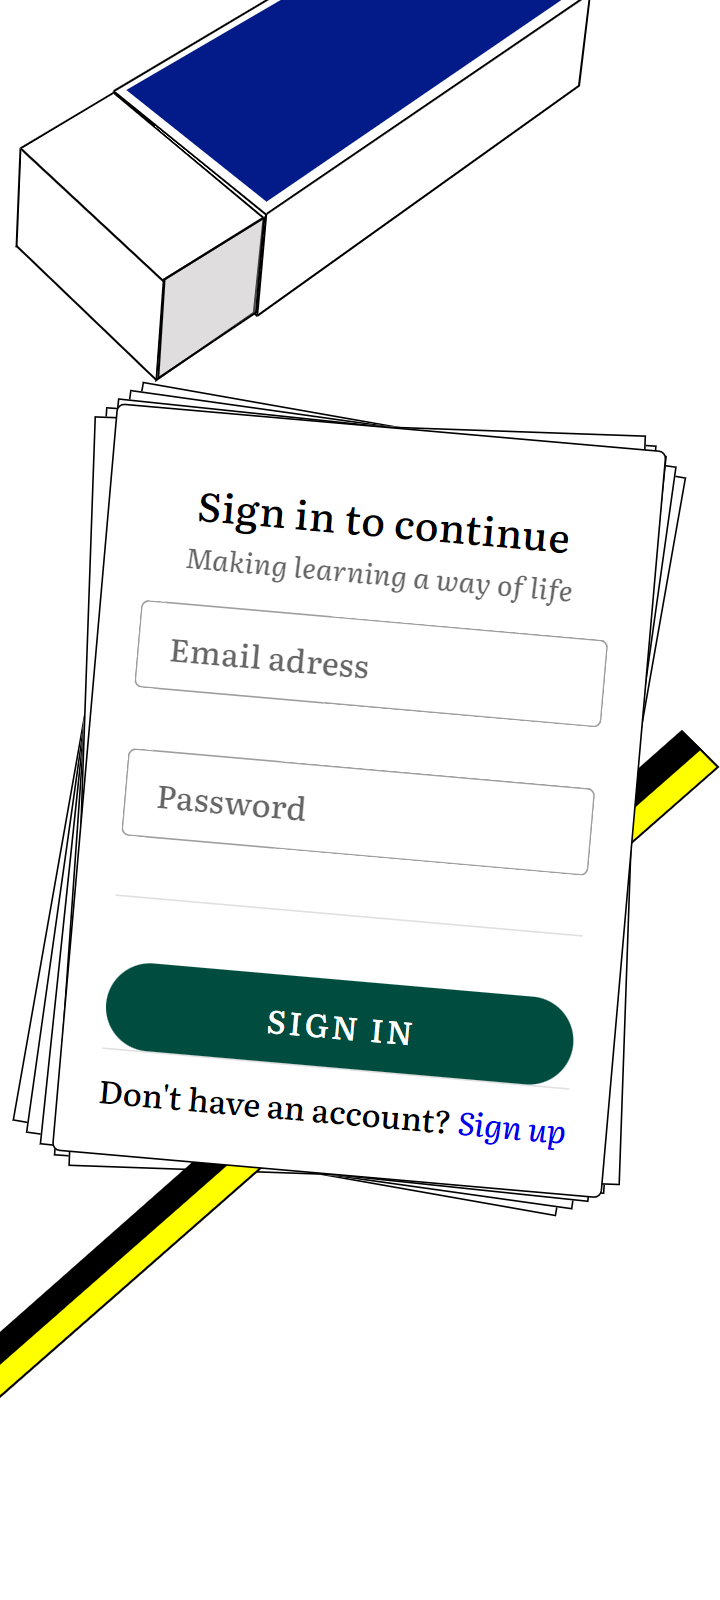 Sign in to continue
Making learning a way of life
Email adress
Password
SIGN IN
Don't have an account? Sign up